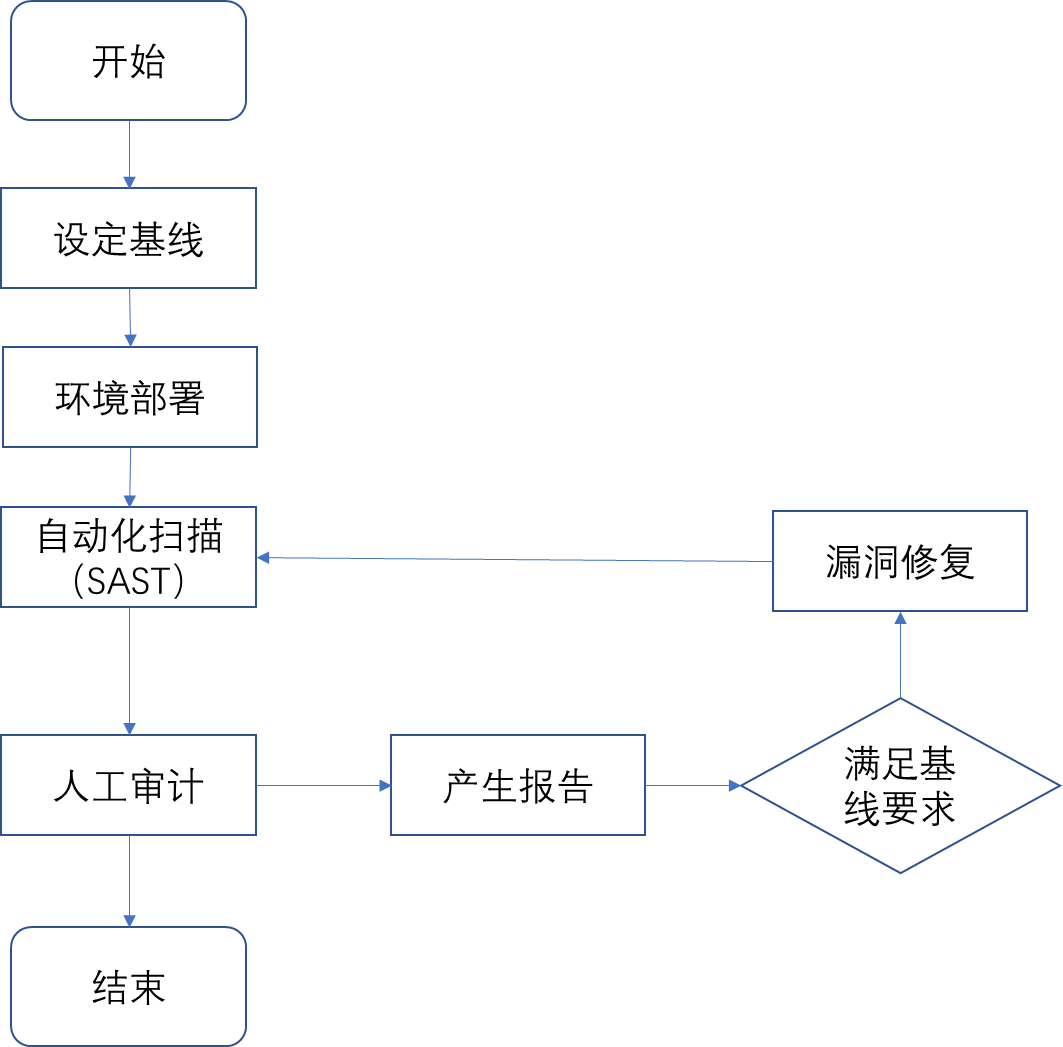 开始
设定基线
环境部署
自动化扫描
（SAST）
漏洞修复
人工审计
产生报告
满足基
线要求
结束